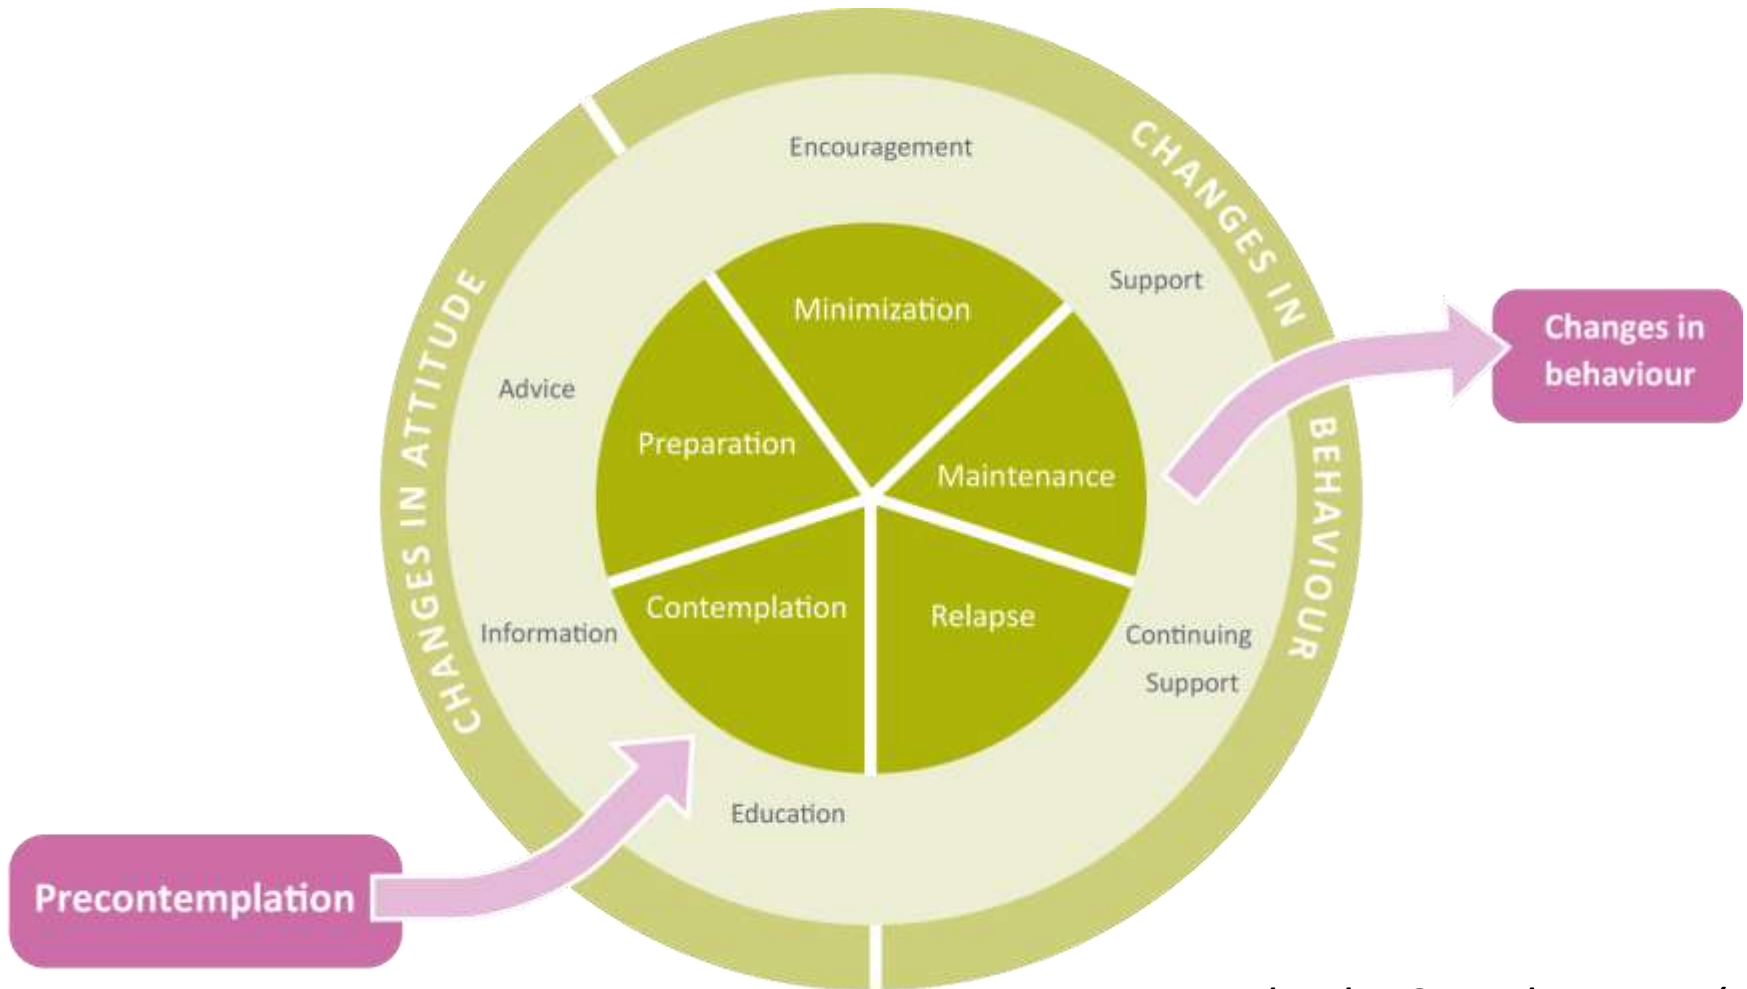 Encouragement
CHANGES IN BEHAVIOUR
Support
Changes in
behaviour
Minimization
CHANGES IN ATTITUDE
Advice
Preparation
Maintenance
Contemplation
Relapse
Information
Continuing
Support
Education
Precontemplation